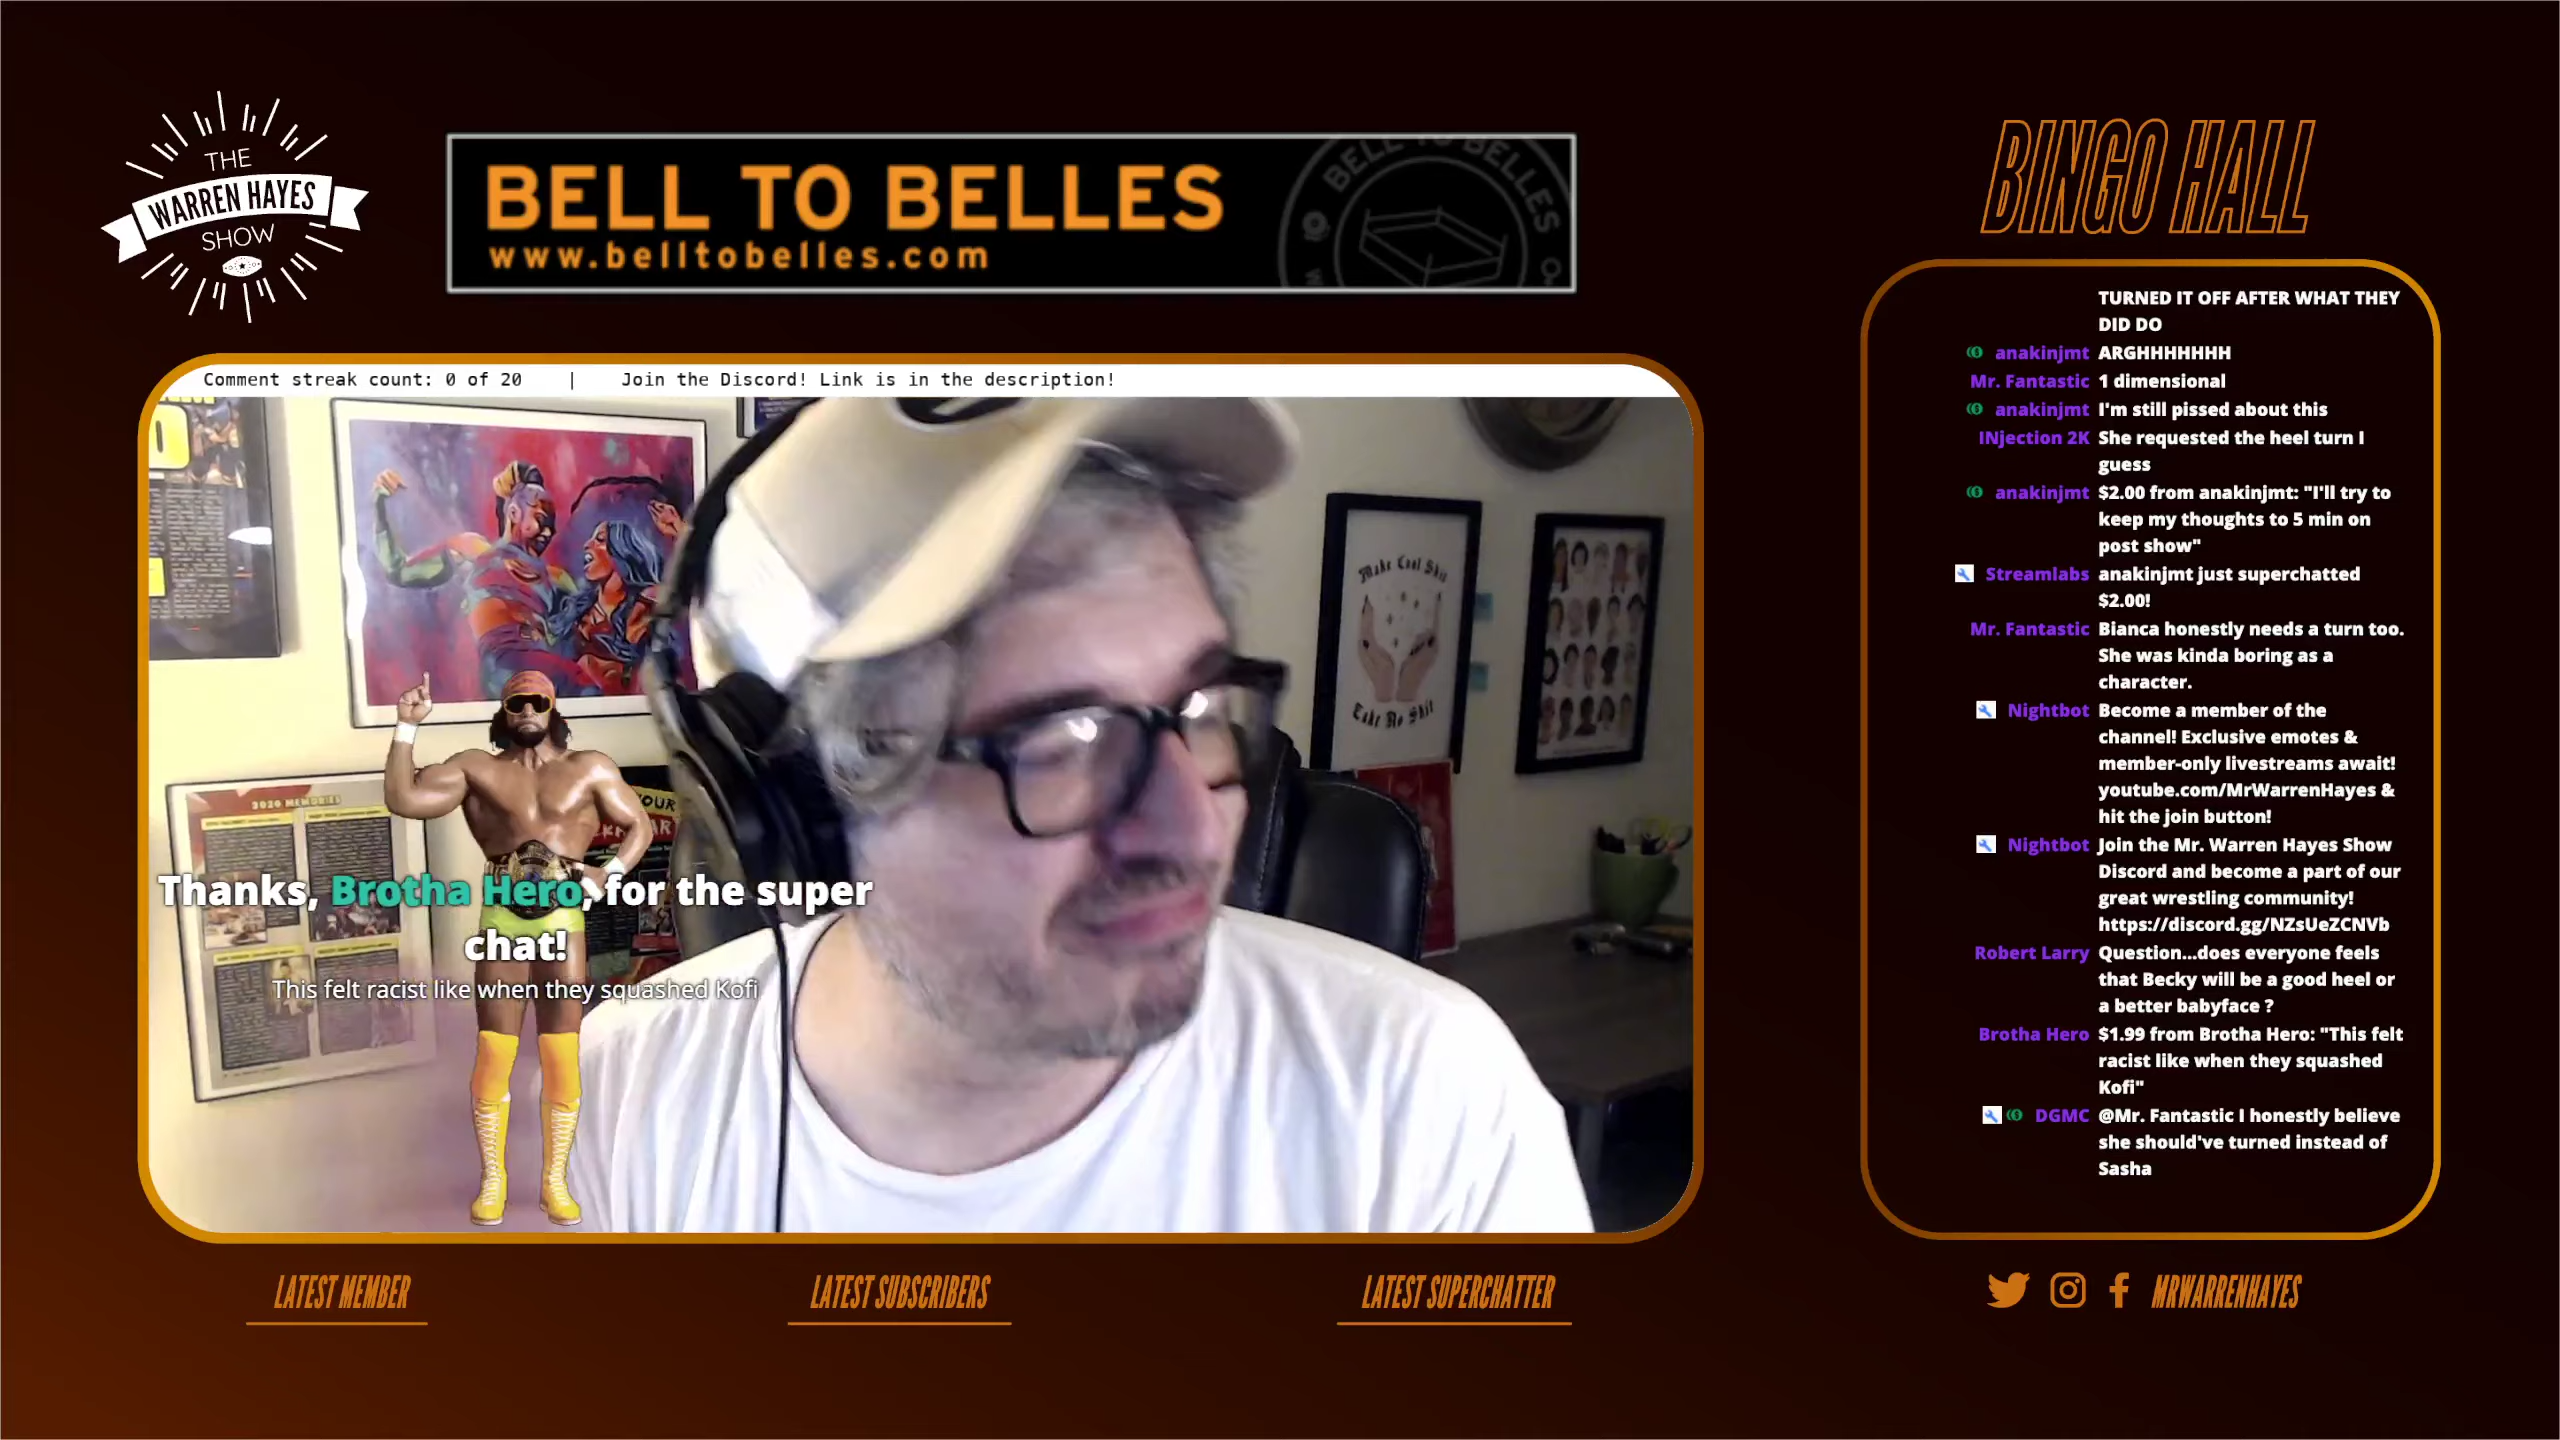 THE
WARREN HAYES
SHOW
BELL TO BELLES
www.belltobelles.com
BELL TO BELLES
BINGO HALL
Comment streak count: 0 of 20 | Join the Discord! Link is in the description!
2020 MEMORIES
YOUR
Make Cool Shit
Take No Shit
Thanks, Brotha Hero, for the super
chat!
This felt racist like when they squashed Kofi
TURNED IT OFF AFTER WHAT THEY
DID DO
anakinjmt ARGHHHHHHH
Mr. Fantastic 1 dimensional
anakinjmt I'm still pissed about this
INjection 2K She requested the heel turn I
guess
anakinjmt $2.00 from anakinjmt: "I'll try to
keep my thoughts to 5 min on
post show"
Streamlabs anakinjmt just superchatted
$2.00!
Mr. Fantastic Bianca honestly needs a turn too.
She was kinda boring as a
character.
Nightbot Become a member of the
channel! Exclusive emotes &
member-only livestreams await!
youtube.com/MrWarrenHayes &
hit the join button!
Nightbot Join the Mr. Warren Hayes Show
Discord and become a part of our
great wrestling community!
https://discord.gg/NZsUeZCNVb
Robert Larry Question...does everyone feels
that Becky will be a good heel or
a better babyface ?
Brotha Hero $1.99 from Brotha Hero: "This felt
racist like when they squashed
Kofi"
DGMC @Mr. Fantastic I honestly believe
she should've turned instead of
Sasha
LATEST MEMBER
LATEST SUBSCRIBERS
LATEST SUPERCHATTER
MRWARRENHAYES